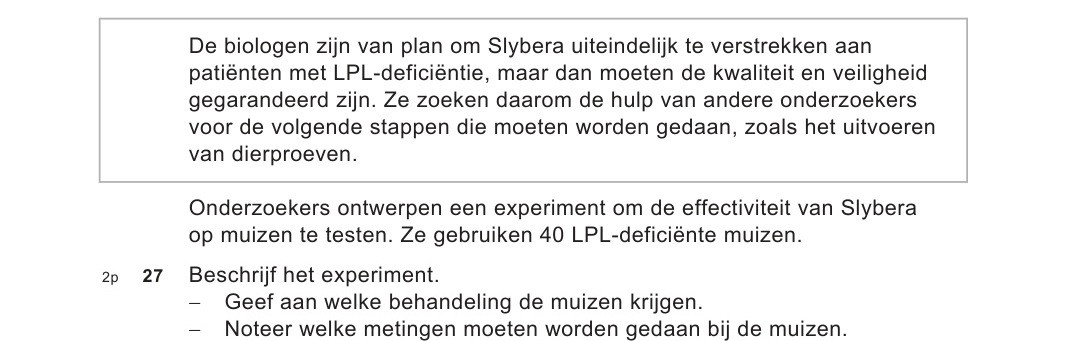 De biologen zijn van plan om Slybera uiteindelijk te verstrekken aan
patiënten met LPL-deficiëntie, maar dan moeten de kwaliteit en veiligheid
gegarandeerd zijn. Ze zoeken daarom de hulp van andere onderzoekers
voor de volgende stappen die moeten worden gedaan, zoals het uitvoeren
van dierproeven.
Onderzoekers ontwerpen een experiment om de effectiviteit van Slybera
op muizen te testen. Ze gebruiken 40 LPL-deficiënte muizen.
2p 27 Beschrijf het experiment.
– Geef aan welke behandeling de muizen krijgen.
– Noteer welke metingen moeten worden gedaan bij de muizen.